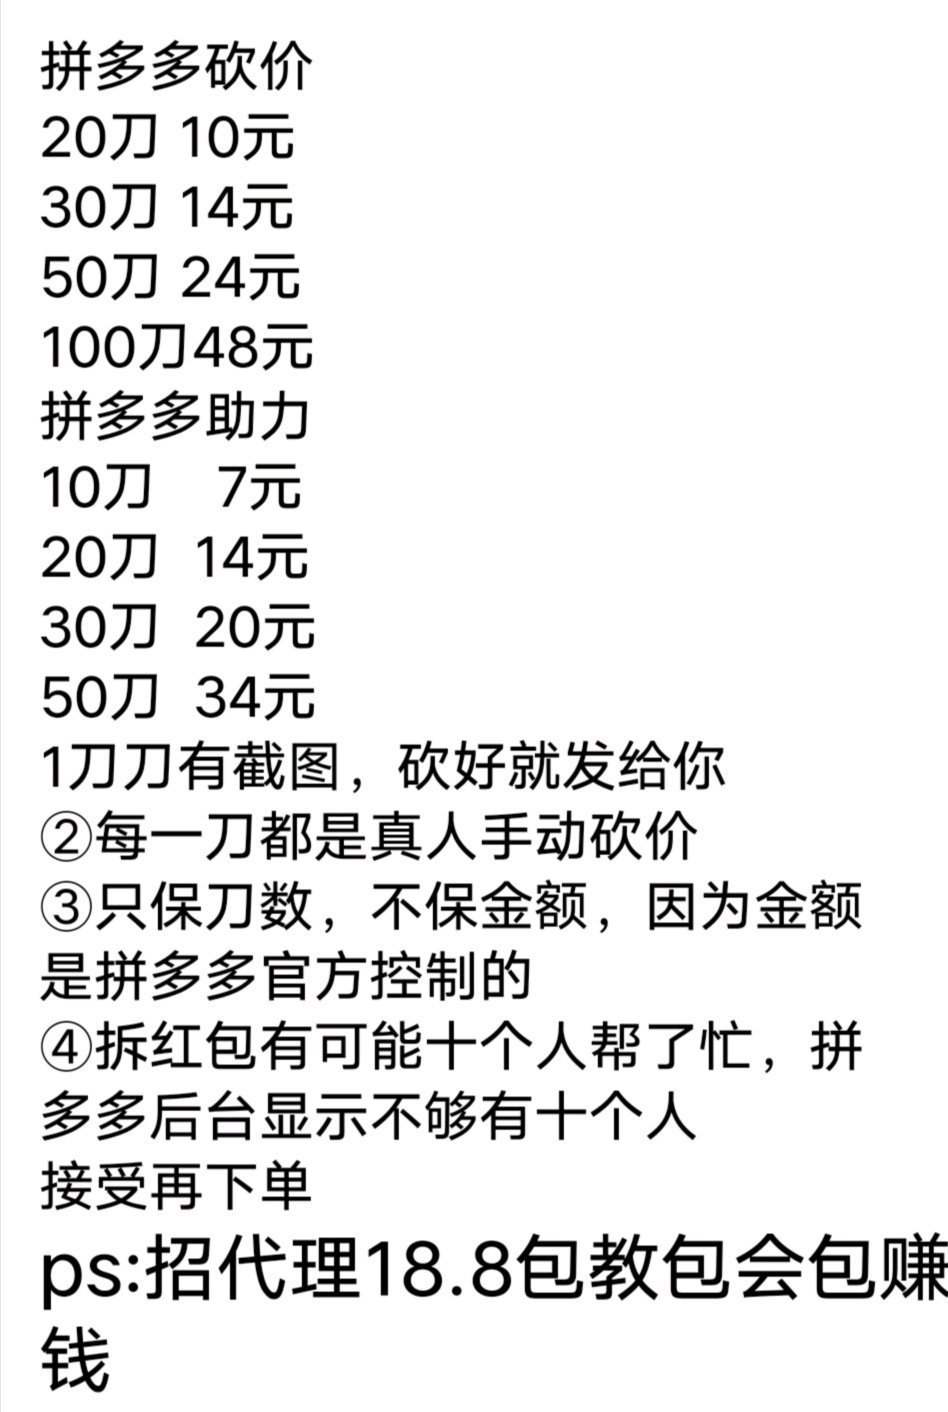 拼多多砍价
20刀 10元
30刀 14元
50刀 24元
100刀48元
拼多多助力
10刀 7元
20刀 14元
30刀 20元
50刀 34元
1刀刀有截图，砍好就发给你
②每一刀都是真人手动砍价
③只保刀数，不保金额，因为金额
是拼多多官方控制的
④拆红包有可能十个人帮了忙，拼
多多后台显示不够有十个人
接受再下单
ps:招代理18.8包教包会包赚
钱